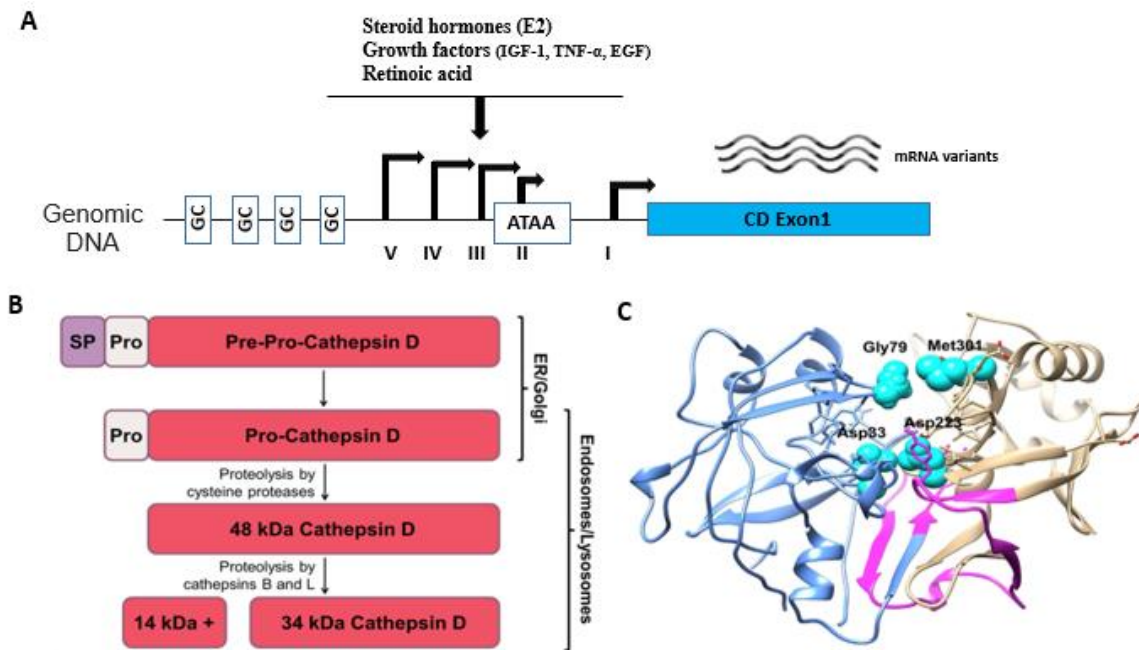 A
Steroid hormones (E2)
Growth factors (IGF-1, TNF-α, EGF)
Retinoic acid
mRNA variants
Genomic
DNA
GC
GC
GC
GC
ATAA
CD Exon1
V
IV
III
II
I
B
SP
Pro
Pre-Pro-Cathepsin D
Pro
Pro-Cathepsin D
Proteolysis by
cysteine proteases
48 kDa Cathepsin D
Proteolysis by
cathepsins B and L
14 kDa +
34 kDa Cathepsin D
ER/Golgi
Endosomes/Lysosomes
C
Gly79
Met301
Asp33
Asp223